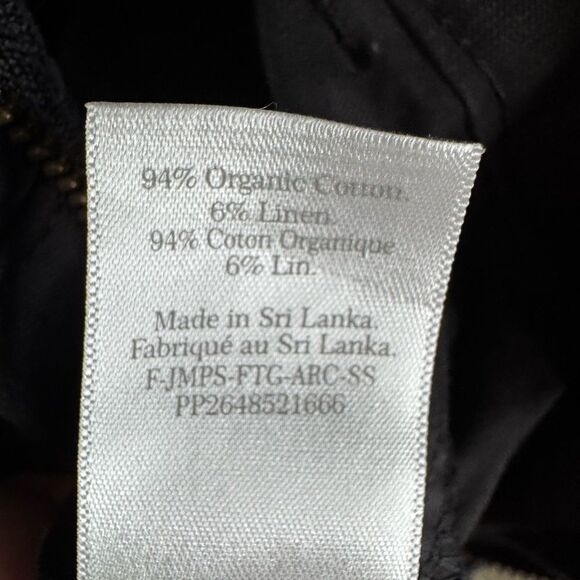 94% Organic Cotton.
6% Linen.
94% Coton Organique
6% Lin.
Made in Sri Lanka.
Fabriqué au Sri Lanka.
F-JMPS-FTG-ARC-SS
PP2648521666